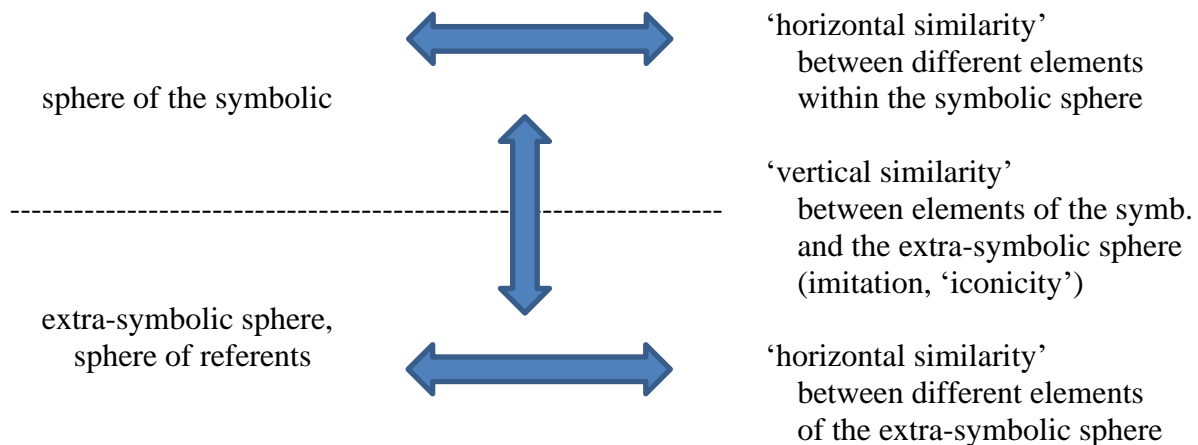 ‘horizontal similarity’
between different elements
within the symbolic sphere
sphere of the symbolic
‘vertical similarity’
between elements of the symb.
and the extra-symbolic sphere
(imitation, ‘iconicity’)
extra-symbolic sphere,
sphere of referents
‘horizontal similarity’
between different elements
of the extra-symbolic sphere